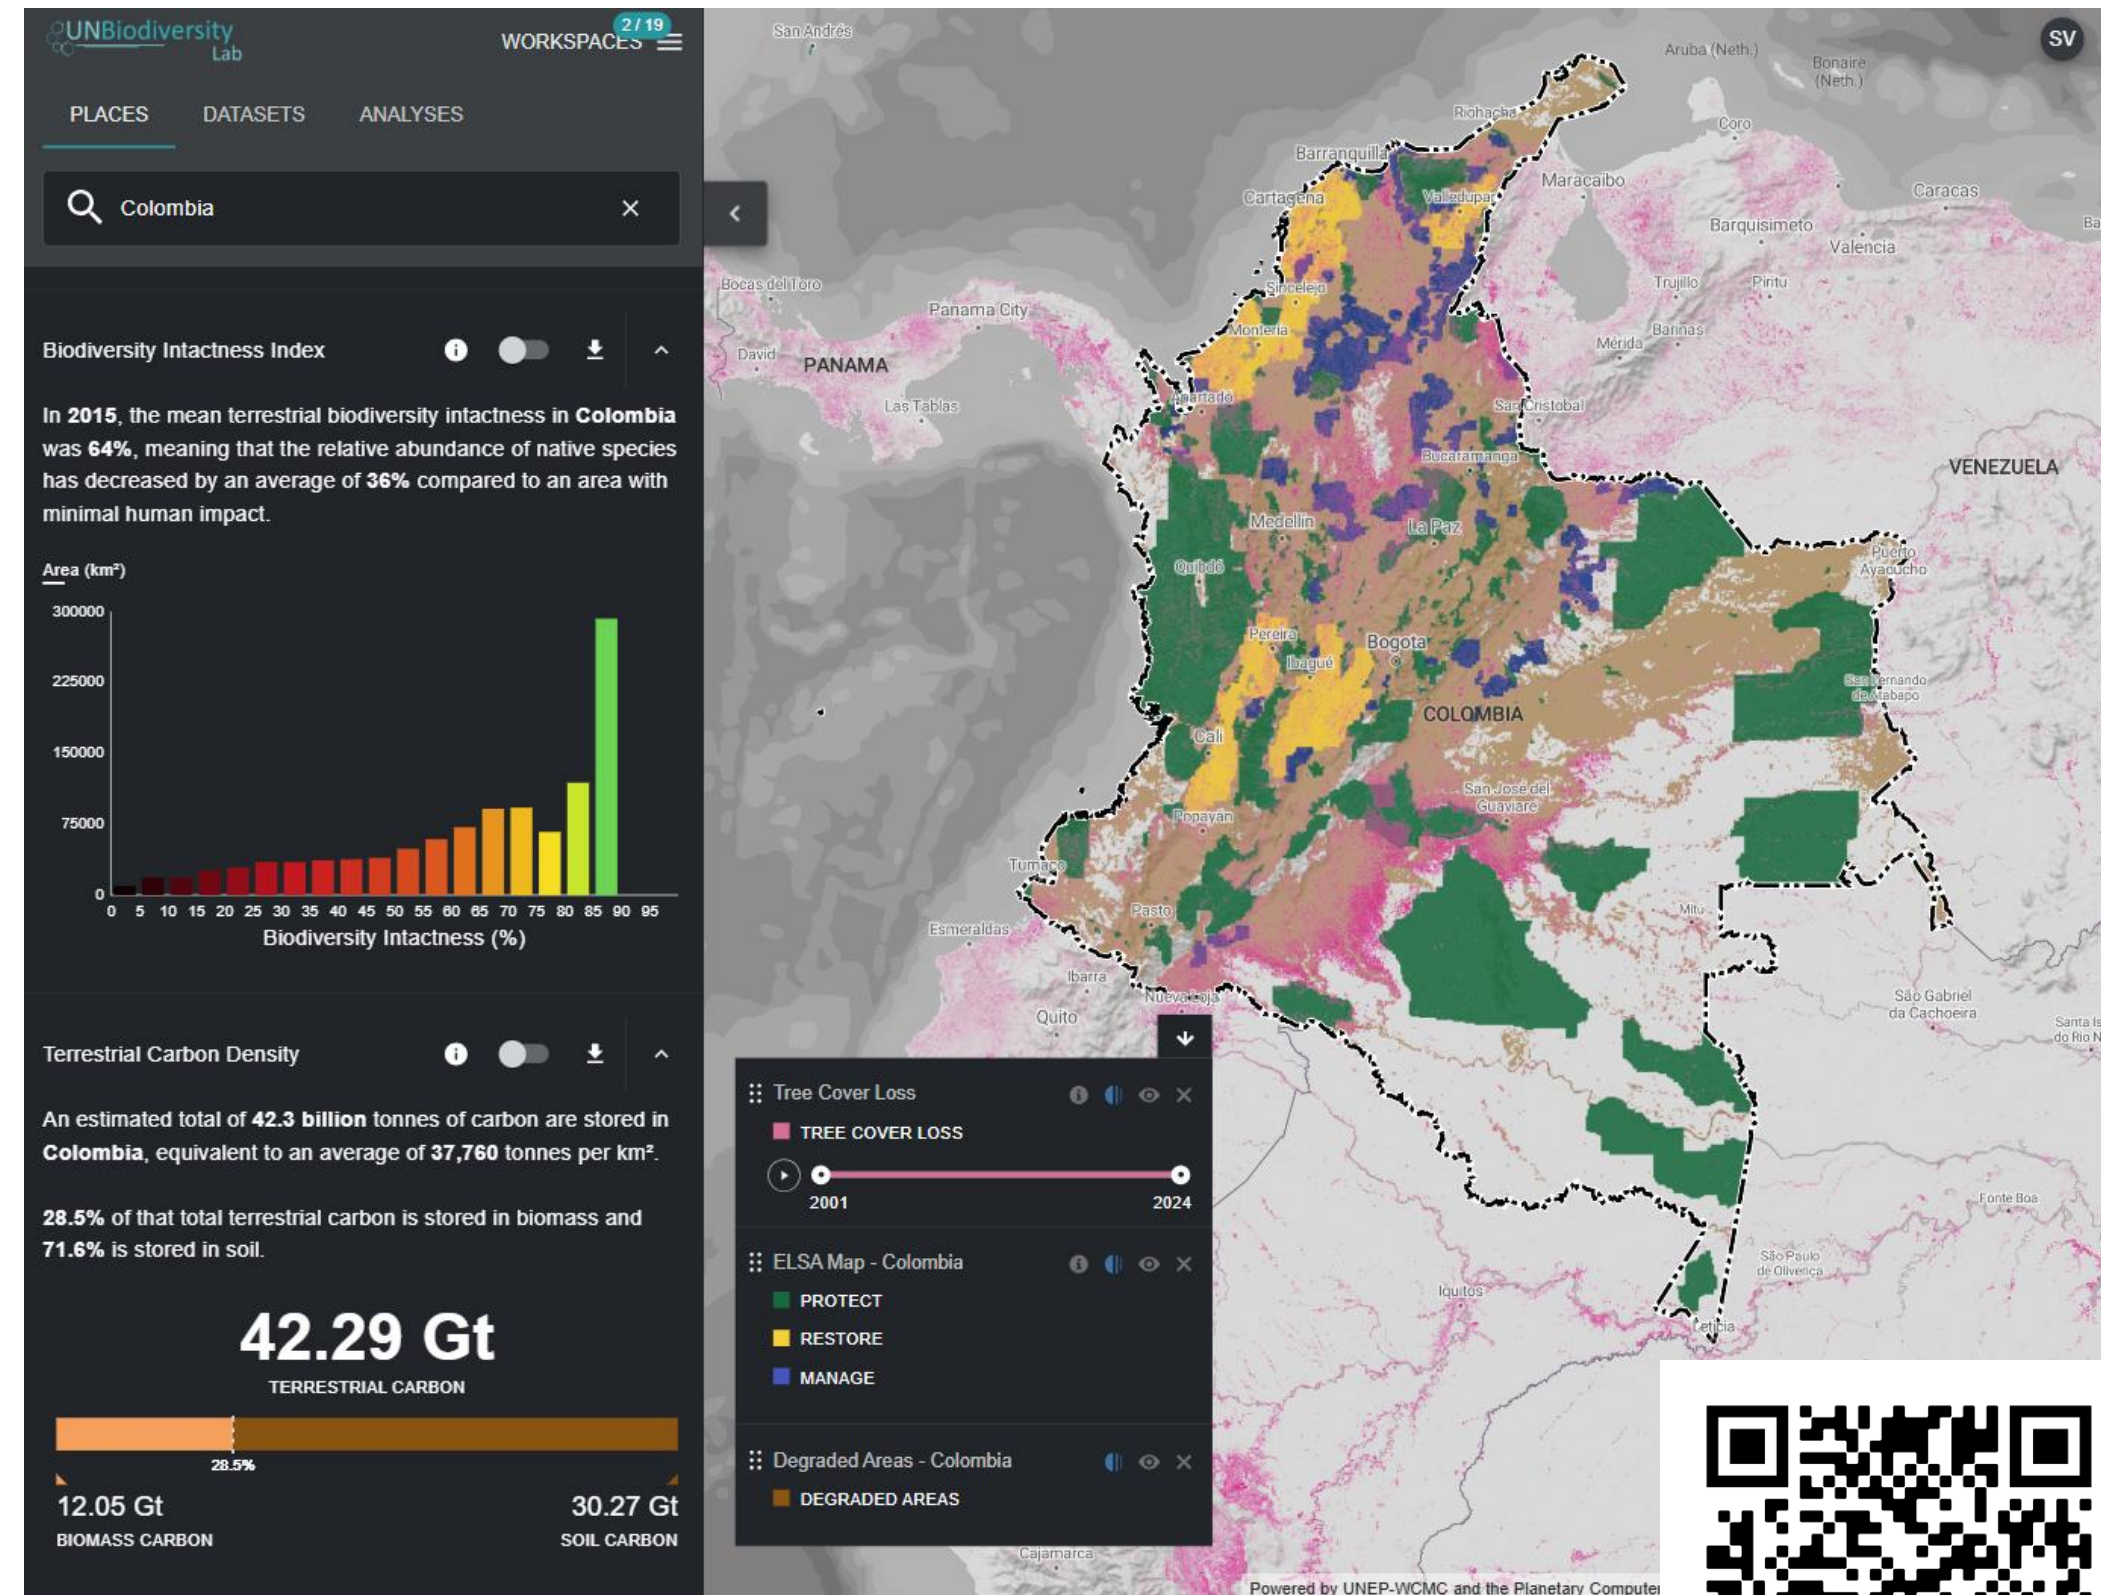 UNBiodiversity
Lab
WORKSPACES
2 / 19
PLACES DATASETS ANALYSES
Colombia
Biodiversity Intactness Index
In 2015, the mean terrestrial biodiversity intactness in Colombia
was 64%, meaning that the relative abundance of native species
has decreased by an average of 36% compared to an area with
minimal human impact.
Area (km²)
300000
225000
150000
75000
0
0 5 10 15 20 25 30 35 40 45 50 55 60 65 70 75 80 85 90 95
Biodiversity Intactness (%)
Terrestrial Carbon Density
An estimated total of 42.3 billion tonnes of carbon are stored in
Colombia, equivalent to an average of 37,760 tonnes per km².
28.5% of that total terrestrial carbon is stored in biomass and
71.6% is stored in soil.
42.29 Gt
TERRESTRIAL CARBON
28.5%
12.05 Gt
BIOMASS CARBON
30.27 Gt
SOIL CARBON
SV
San Andrés
Aruba (Neth.)
Bonaire
(Neth.)
Riohacha
Coro
Barranquilla
Maracaibo
Cartagena
Valledupar
Caracas
Barquisimeto
Valencia
Bocas del Toro
Sincelejo
Trujillo
Piritu
Panama City
Montería
Barinas
Mérida
David
PANAMA
Las Tablas
Apartadó
San Cristobal
Bucaramanga
VENEZUELA
Medellín
La Paz
Quibdó
Puerto
Ayacucho
Pereira
Bogota
Ibagué
San Fernando
de Atabapo
COLOMBIA
Cali
San José del
Guaviare
Popayán
Tumaco
Mitú
Pasto
Esmeraldas
Ibarra
Nueva Loja
Quito
São Gabriel
da Cachoeira
Santa Is
do Rio N
Fonte Boa
São Paulo
de Olivença
Iquitos
Leticia
Cajamarca
Tree Cover Loss
TREE COVER LOSS
2001 2024
ELSA Map - Colombia
PROTECT
RESTORE
MANAGE
Degraded Areas - Colombia
DEGRADED AREAS
Powered by UNEP-WCMC and the Planetary Computer